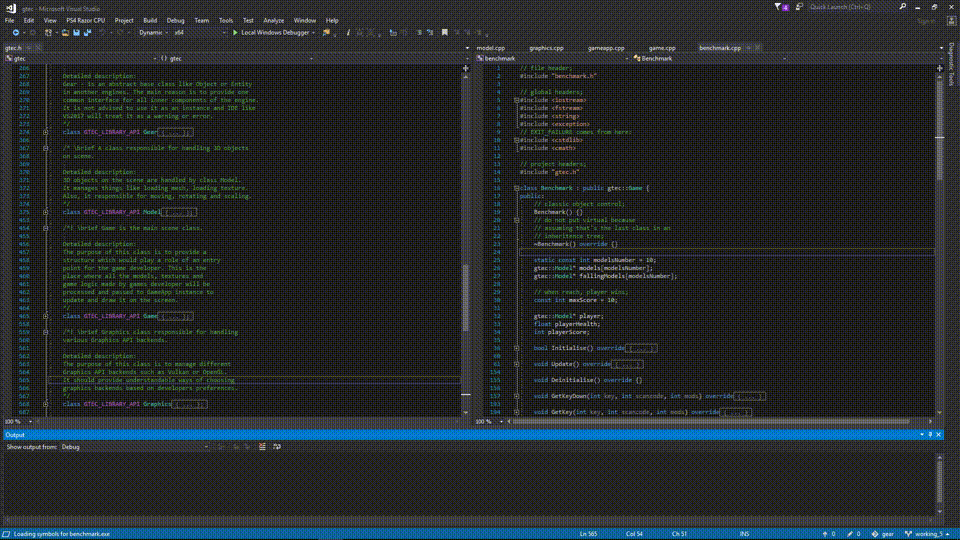 gtec - Microsoft Visual Studio
4
Quick Launch (Ctrl+Q)
File Edit View PS4 Razor CPU Project Build Debug Team Tools Test Analyze Window Help
Sign in
Dynamic x64 Local Windows Debugger
gtec.h
model.cpp graphics.cpp gameapp.cpp game.cpp benchmark.cpp
Diagnostic Tools
gtec () gtec
benchmark Benchmark
266
267 Detailed description:
268 Gear - is an abstract base class like Object or Entity
269 in another engines. The main reason is to provide one
270 common interface for all inner components of the engine.
271 It is not advised to use it as an instance and IDE like
272 VS2017 will treat it as a warning or error.
273 */
274 class GTEC_LIBRARY_API Gear{ ... };
366
367 /* \brief A class responsible for handling 3D objects
368 on scene.
369
370 Detailed description:
371 3D objects on the scene are handled by class Model.
372 It manages things like loading mesh, loading texture.
373 Also, it responsible for moving, rotating and scaling.
374 */
375 class GTEC_LIBRARY_API Model{ ... };
453
454 /*! \brief Game is the main scene class.
455
456 Detailed description:
457 The purpose of this class is to provide a
458 structure which would play a role of an entry
459 point for the game developer. This is the
460 place where all the models, textures and
461 game logic made by games developer will be
462 processed and passed to GameApp instance to
463 update and draw it on the screen.
464 */
465 class GTEC_LIBRARY_API Game{ ... };
558
559 /*! \brief Graphics class responsible for handling
560 various Graphics API backends.
561
562 Detailed description:
563 The purpose of this class is to manage different
564 Graphics API backends such as Vulkan or OpenGL.
565 It should provide understandable ways of choosing
566 graphics backends based on developers preferences.
567 */
568 class GTEC_LIBRARY_API Graphics{ ... };
687
100 %
1 // file header;
2 #include "benchmark.h"
3
4 // global headers;
5 #include <iostream>
6 #include <fstream>
7 #include <string>
8 #include <exception>
9 // EXIT_FAILURA comes from here;
10 #include <cstdlib>
11 #include <cmath>
12
13 // project headers;
14 #include "gtec.h"
15
16 class Benchmark : public gtec::Game {
17 public:
18 // classic object control;
19 Benchmark() {}
20 // do not put virtual because
21 // assuming that's the last class in an
22 // inheritence tree;
23 ~Benchmark() override {}
24
25 static const int modelsNumber = 10;
26 gtec::Model* models[modelsNumber];
27 gtec::Model* fallingModels[modelsNumber];
28
29 // when reach, player wins;
30 const int maxScore = 10;
31
32 gtec::Model* player;
33 float playerHealth;
34 int playerScore;
35
36 bool Initialise() override{ ... }
61 void Update() override{ ... }
155 void Deinitialise() override {}
157 void GetKeyDown(int key, int scancode, int mods) override{ ... }
194 void GetKey(int key, int scancode, int mods) override{ ... }
100 %
Output
Show output from: Debug
Loading symbols for benchmark.exe Ln 565 Col 54 Ch 51 INS 0 0 gear working_5